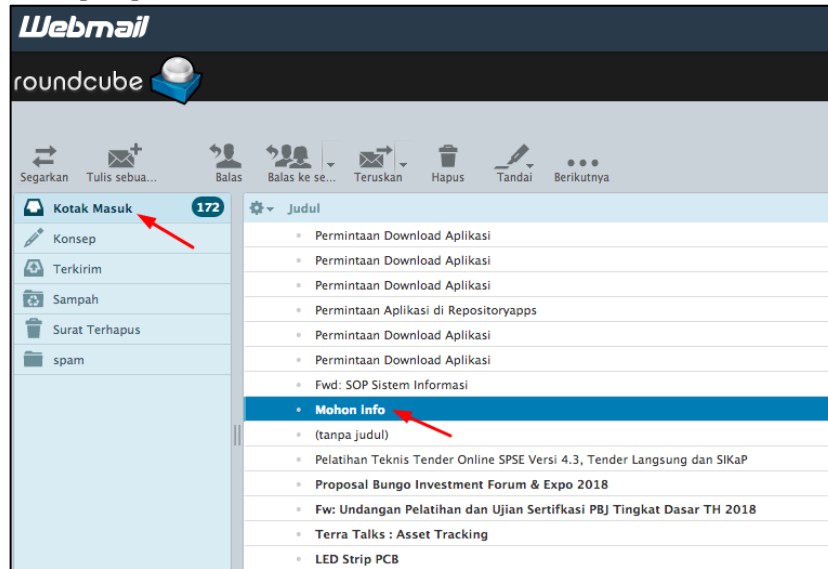 Webmail
roundcube
Segarkan Tulis sebua... Balas Balas ke se... Teruskan Hapus Tandai Berikutnya
Kotak Masuk 172
Konsep
Terkirim
Sampah
Surat Terhapus
spam
Judul
Permintaan Download Aplikasi
Permintaan Download Aplikasi
Permintaan Download Aplikasi
Permintaan Aplikasi di Repositoryapps
Permintaan Download Aplikasi
Permintaan Download Aplikasi
Fwd: SOP Sistem Informasi
Mohon info
(tanpa judul)
Pelatihan Teknis Tender Online SPSE Versi 4.3, Tender Langsung dan SIKaP
Proposal Bungo Investment Forum & Expo 2018
Fw: Undangan Pelatihan dan Ujian Sertifkasi PBJ Tingkat Dasar TH 2018
Terra Talks : Asset Tracking
LED Strip PCB